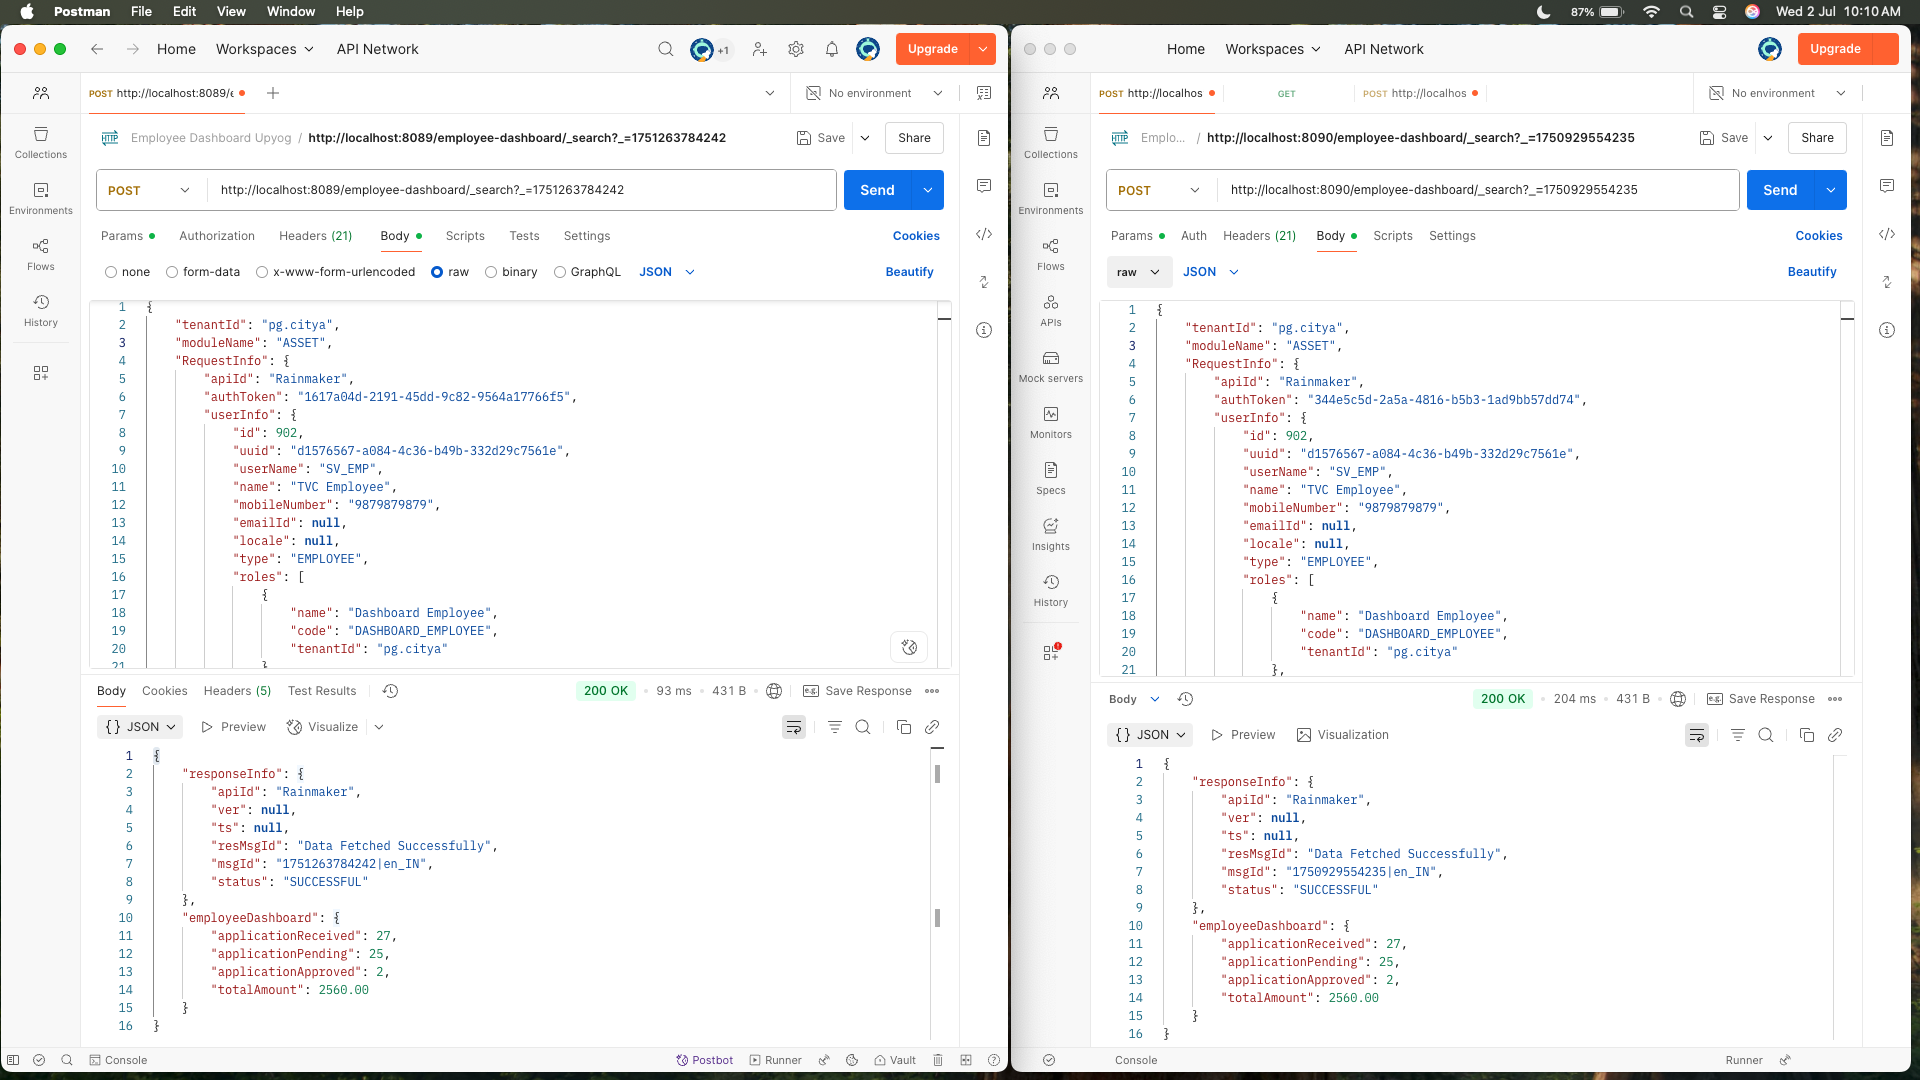 Postman File Edit View Window Help
87% Wed 2 Jul 10:10 AM
Home Workspaces API Network
+1
Upgrade
POST http://localhost:8089/e
No environment
Collections
Environments
Flows
History
Employee Dashboard Upyog / http://localhost:8089/employee-dashboard/_search?_=1751263784242
Save Share
POST http://localhost:8089/employee-dashboard/_search?_=1751263784242
Send
Params Authorization Headers (21) Body Scripts Tests Settings Cookies
none form-data x-www-form-urlencoded raw binary GraphQL JSON Beautify
1 {
2 "tenantId": "pg.citya",
3 "moduleName": "ASSET",
4 "RequestInfo": {
5 "apiId": "Rainmaker",
6 "authToken": "1617a04d-2191-45dd-9c82-9564a17766f5",
7 "userInfo": {
8 "id": 902,
9 "uuid": "d1576567-a084-4c36-b49b-332d29c7561e",
10 "userName": "SV_EMP",
11 "name": "TVC Employee",
12 "mobileNumber": "9879879879",
13 "emailId": null,
14 "locale": null,
15 "type": "EMPLOYEE",
16 "roles": [
17 {
18 "name": "Dashboard Employee",
19 "code": "DASHBOARD_EMPLOYEE",
20 "tenantId": "pg.citya"
21 }
Body Cookies Headers (5) Test Results
200 OK • 93 ms • 431 B
Save Response
{} JSON Preview Visualize
1 {
2 "responseInfo": {
3 "apiId": "Rainmaker",
4 "ver": null,
5 "ts": null,
6 "resMsgId": "Data Fetched Successfully",
7 "msgId": "1751263784242|en_IN",
8 "status": "SUCCESSFUL"
9 },
10 "employeeDashboard": {
11 "applicationReceived": 27,
12 "applicationPending": 25,
13 "applicationApproved": 2,
14 "totalAmount": 2560.00
15 }
16 }
Console Postbot Runner Vault
Home Workspaces API Network
Upgrade
POST http://localhos
GET
POST http://localhos
No environment
Collections
Environments
Flows
APIs
Mock servers
Monitors
Specs
Insights
History
HTTP Emplo... / http://localhost:8090/employee-dashboard/_search?_=1750929554235
Save Share
POST http://localhost:8090/employee-dashboard/_search?_=1750929554235
Send
Params Auth Headers (21) Body Scripts Settings Cookies
raw JSON Beautify
1 {
2 "tenantId": "pg.citya",
3 "moduleName": "ASSET",
4 "RequestInfo": {
5 "apiId": "Rainmaker",
6 "authToken": "344e5c5d-2a5a-4816-b5b3-1ad9bb57dd74",
7 "userInfo": {
8 "id": 902,
9 "uuid": "d1576567-a084-4c36-b49b-332d29c7561e",
10 "userName": "SV_EMP",
11 "name": "TVC Employee",
12 "mobileNumber": "9879879879",
13 "emailId": null,
14 "locale": null,
15 "type": "EMPLOYEE",
16 "roles": [
17 {
18 "name": "Dashboard Employee",
19 "code": "DASHBOARD_EMPLOYEE",
20 "tenantId": "pg.citya"
21 },
Body
200 OK • 204 ms • 431 B
Save Response
{} JSON Preview Visualization
1 {
2 "responseInfo": {
3 "apiId": "Rainmaker",
4 "ver": null,
5 "ts": null,
6 "resMsgId": "Data Fetched Successfully",
7 "msgId": "1750929554235|en_IN",
8 "status": "SUCCESSFUL"
9 },
10 "employeeDashboard": {
11 "applicationReceived": 27,
12 "applicationPending": 25,
13 "applicationApproved": 2,
14 "totalAmount": 2560.00
15 }
16 }
Console Runner